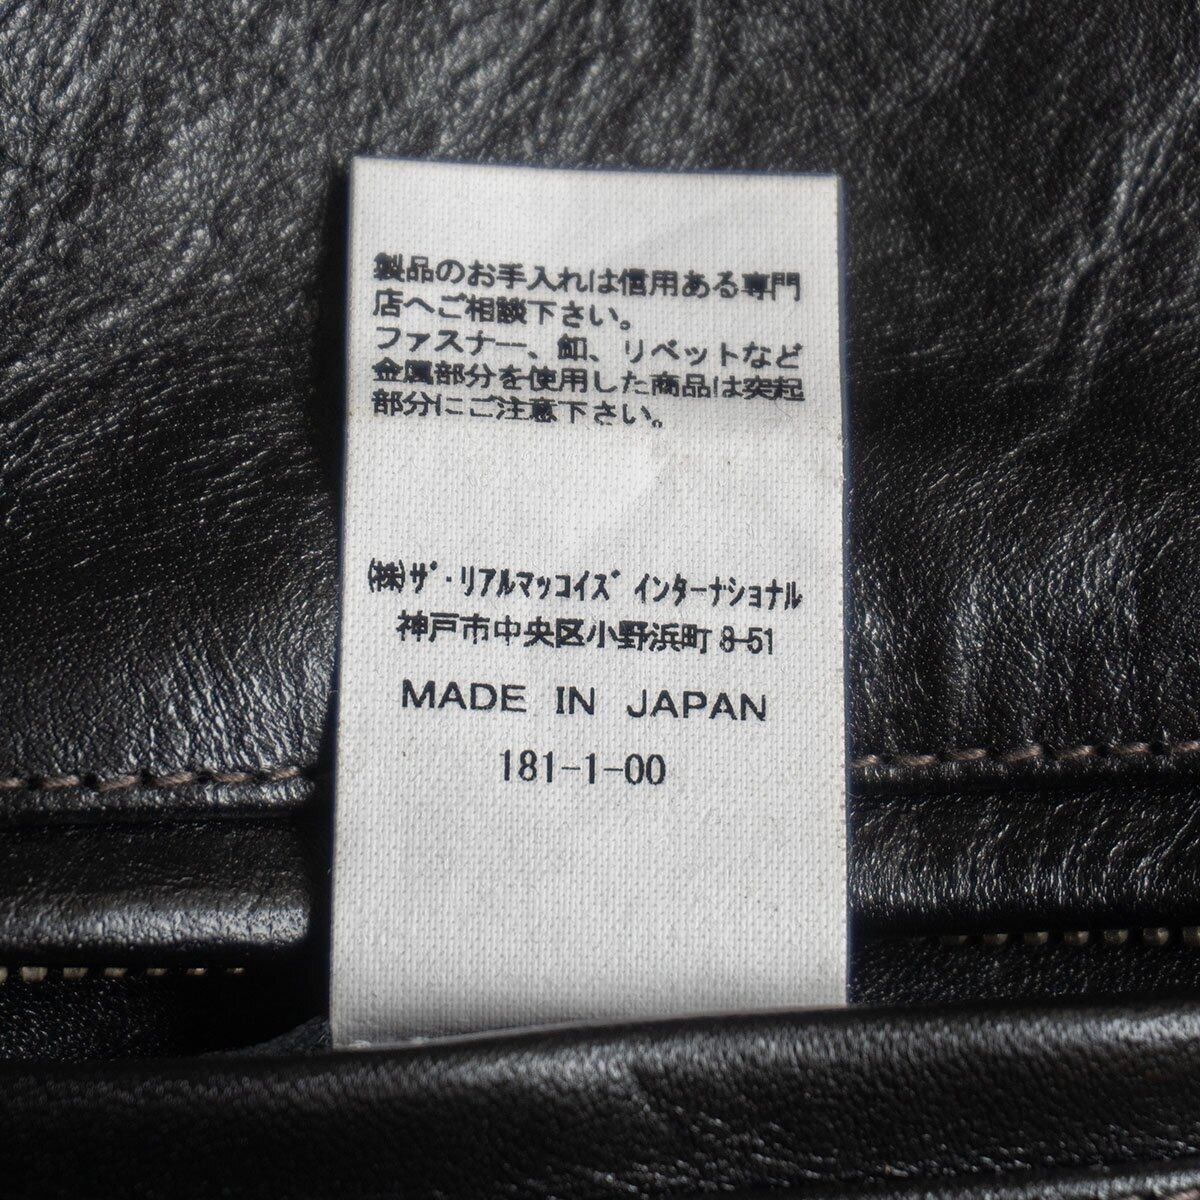 製品のお手入れは信用ある専門
店へご相談下さい。
ファスナー、釦、リベットなど
金属部分を使用した商品は突起
部分にご注意下さい。
㈱ｻﾞ・ﾘｱﾙﾏｯｺｲｽﾞｲﾝﾀｰﾅｼｮﾅﾙ
神戸市中央区小野浜町 8-51
MADE IN JAPAN
181-1-00